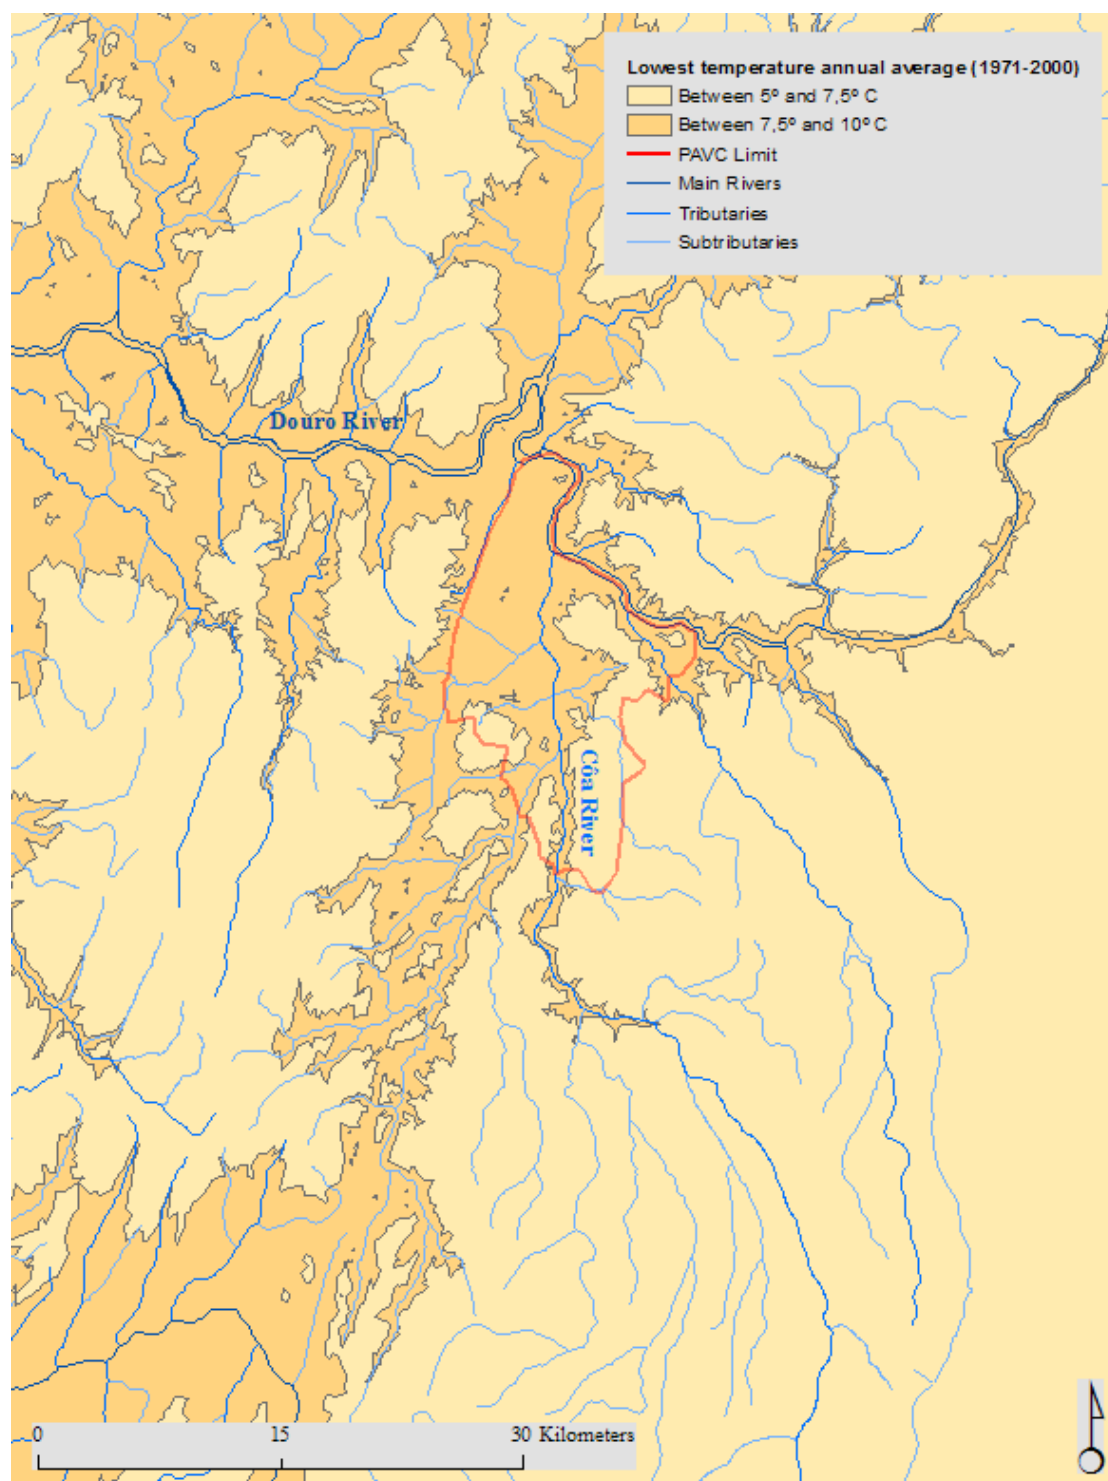 Lowest temperature annual average (1971-2000)
Between 5º and 7,5º C
Between 7,5º and 10º C
PAVC Limit
Main Rivers
Tributaries
Subtributaries
Douro River
Côa River
0 15 30 Kilometers